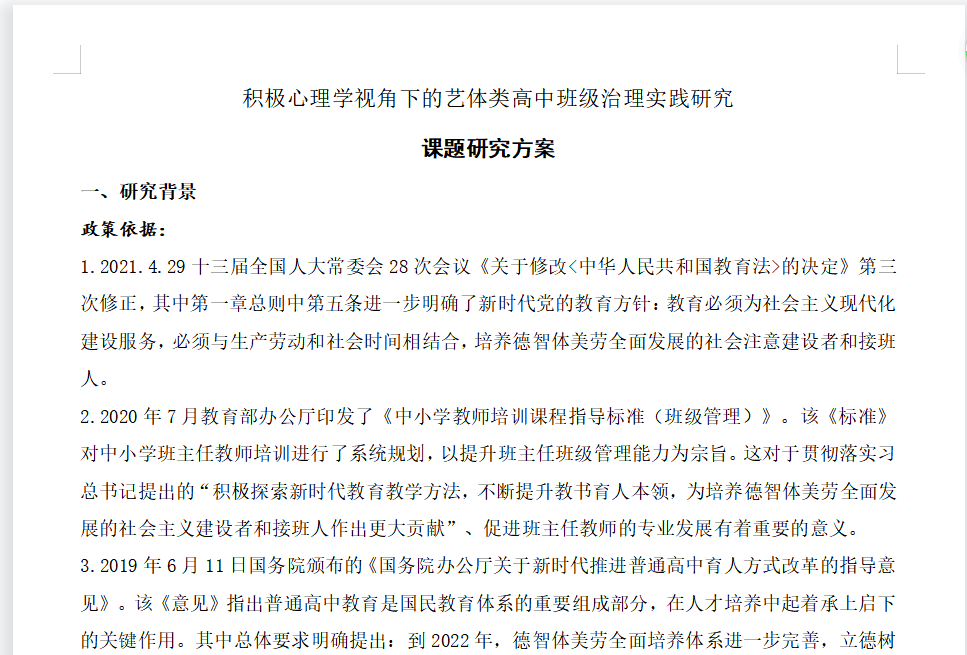 积极心理学视角下的艺体类高中班级治理实践研究
课题研究方案
一、研究背景
政策依据：
1.2021.4.29 十三届全国人大常委会 28 次会议《关于修改<中华人民共和国教育法>的决定》第三
次修正，其中第一章总则中第五条进一步明确了新时代党的教育方针：教育必须为社会主义现代化
建设服务，必须与生产劳动和社会时间相结合，培养德智体美劳全面发展的社会注意建设者和接班
人。
2.2020 年 7 月教育部办公厅印发了《中小学教师培训课程指导标准（班级管理）》。该《标准》
对中小学班主任教师培训进行了系统规划，以提升班主任班级管理能力为宗旨。这对于贯彻落实习
总书记提出的“积极探索新时代教育教学方法，不断提升教书育人本领，为培养德智体美劳全面发
展的社会主义建设者和接班人作出更大贡献”、促进班主任教师的专业发展有着重要的意义。
3.2019 年 6 月 11 日国务院颁布的《国务院办公厅关于新时代推进普通高中育人方式改革的指导意
见》。该《意见》指出普通高中教育是国民教育体系的重要组成部分，在人才培养中起着承上启下
的关键作用。其中总体要求明确提出：到 2022 年，德智体美劳全面培养体系进一步完善，立德树